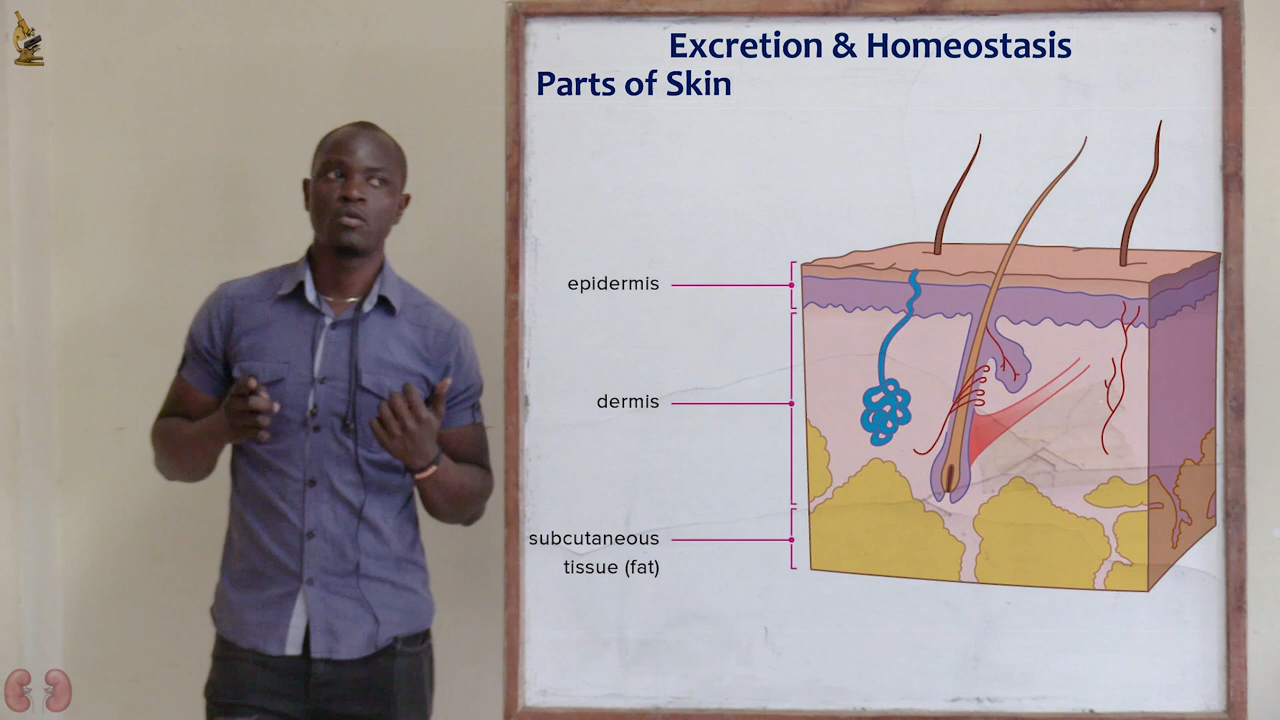 Excretion & Homeostasis
Parts of Skin
epidermis
dermis
subcutaneous
tissue (fat)